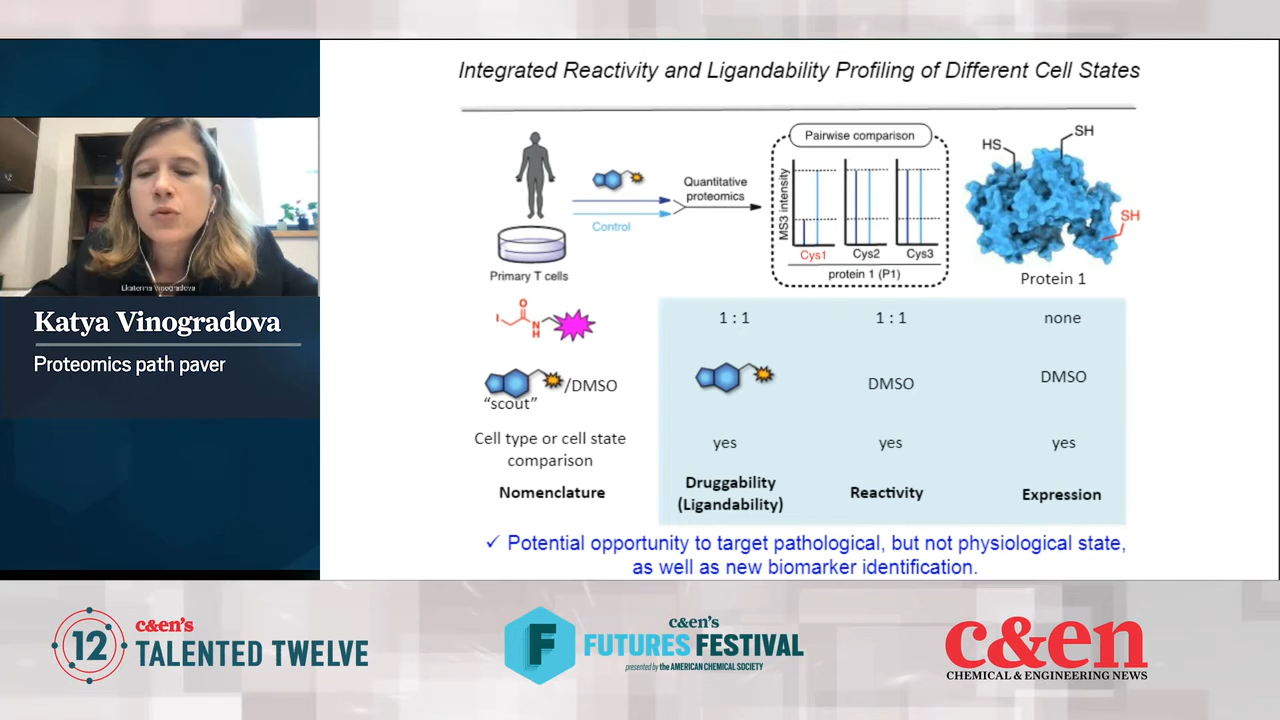 Integrated Reactivity and Ligandability Profiling of Different Cell States
Pairwise comparison
Quantitative
proteomics
Control
Primary T cells
MS3 intensity
Cys1
Cys2
Cys3
protein 1 (P1)
HS
SH
SH
Protein 1
I
O
N
H
1 : 1
1 : 1
none
/DMSO
“scout”
DMSO
DMSO
Cell type or cell state
comparison
yes
yes
yes
Nomenclature
Druggability
(Ligandability)
Reactivity
Expression
✓ Potential opportunity to target pathological, but not physiological state,
as well as new biomarker identification.
Ekaterina Vinogradova
Katya Vinogradova
Proteomics path paver
12
c&en's
TALENTED TWELVE
F
c&en's
FUTURES FESTIVAL
presented by the AMERICAN CHEMICAL SOCIETY
c&en
CHEMICAL & ENGINEERING NEWS